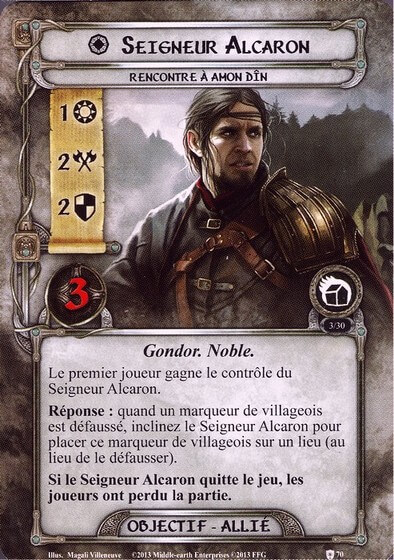 SEIGNEUR ALCARON
RENCONTRE À AMON DÎN
1
2
2
3
3/30
Gondor. Noble.
Le premier joueur gagne le contrôle du
Seigneur Alcaron.
Réponse : quand un marqueur de villageois
est défaussé, inclinez le Seigneur Alcaron pour
placer ce marqueur de villageois sur un lieu (au
lieu de le défausser).
Si le Seigneur Alcaron quitte le jeu, les
joueurs ont perdu la partie.
OBJECTIF - ALLIÉ
Illus. Magali Villeneuve ©2013 Middle-earth Enterprises ©2013 FFG 70